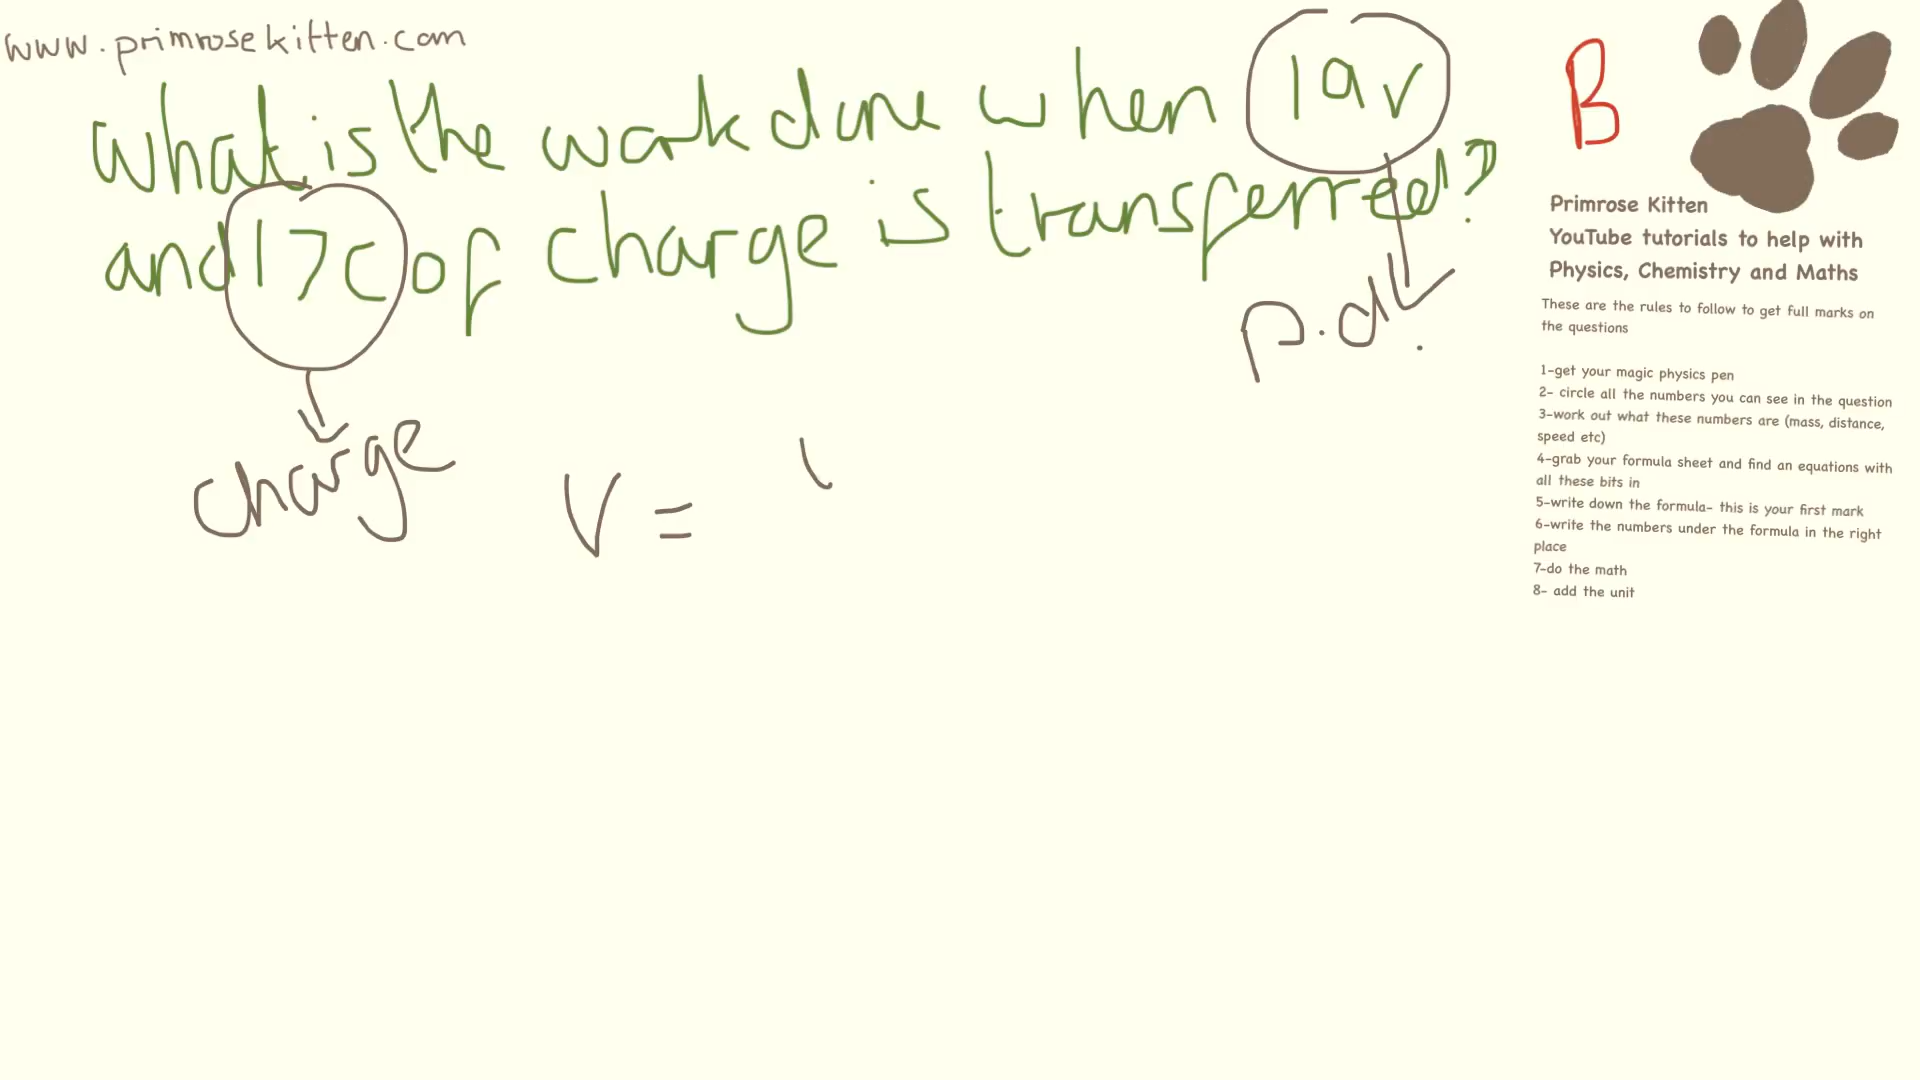 www.primrosekitten.com
What is the work done when 19V
and 17C of charge is transferred?
p.d.
charge
V =
B
Primrose Kitten
YouTube tutorials to help with
Physics, Chemistry and Maths
These are the rules to follow to get full marks on
the questions
1-get your magic physics pen
2- circle all the numbers you can see in the question
3-work out what these numbers are (mass, distance,
speed etc)
4-grab your formula sheet and find an equations with
all these bits in
5-write down the formula- this is your first mark
6-write the numbers under the formula in the right
place
7-do the math
8- add the unit